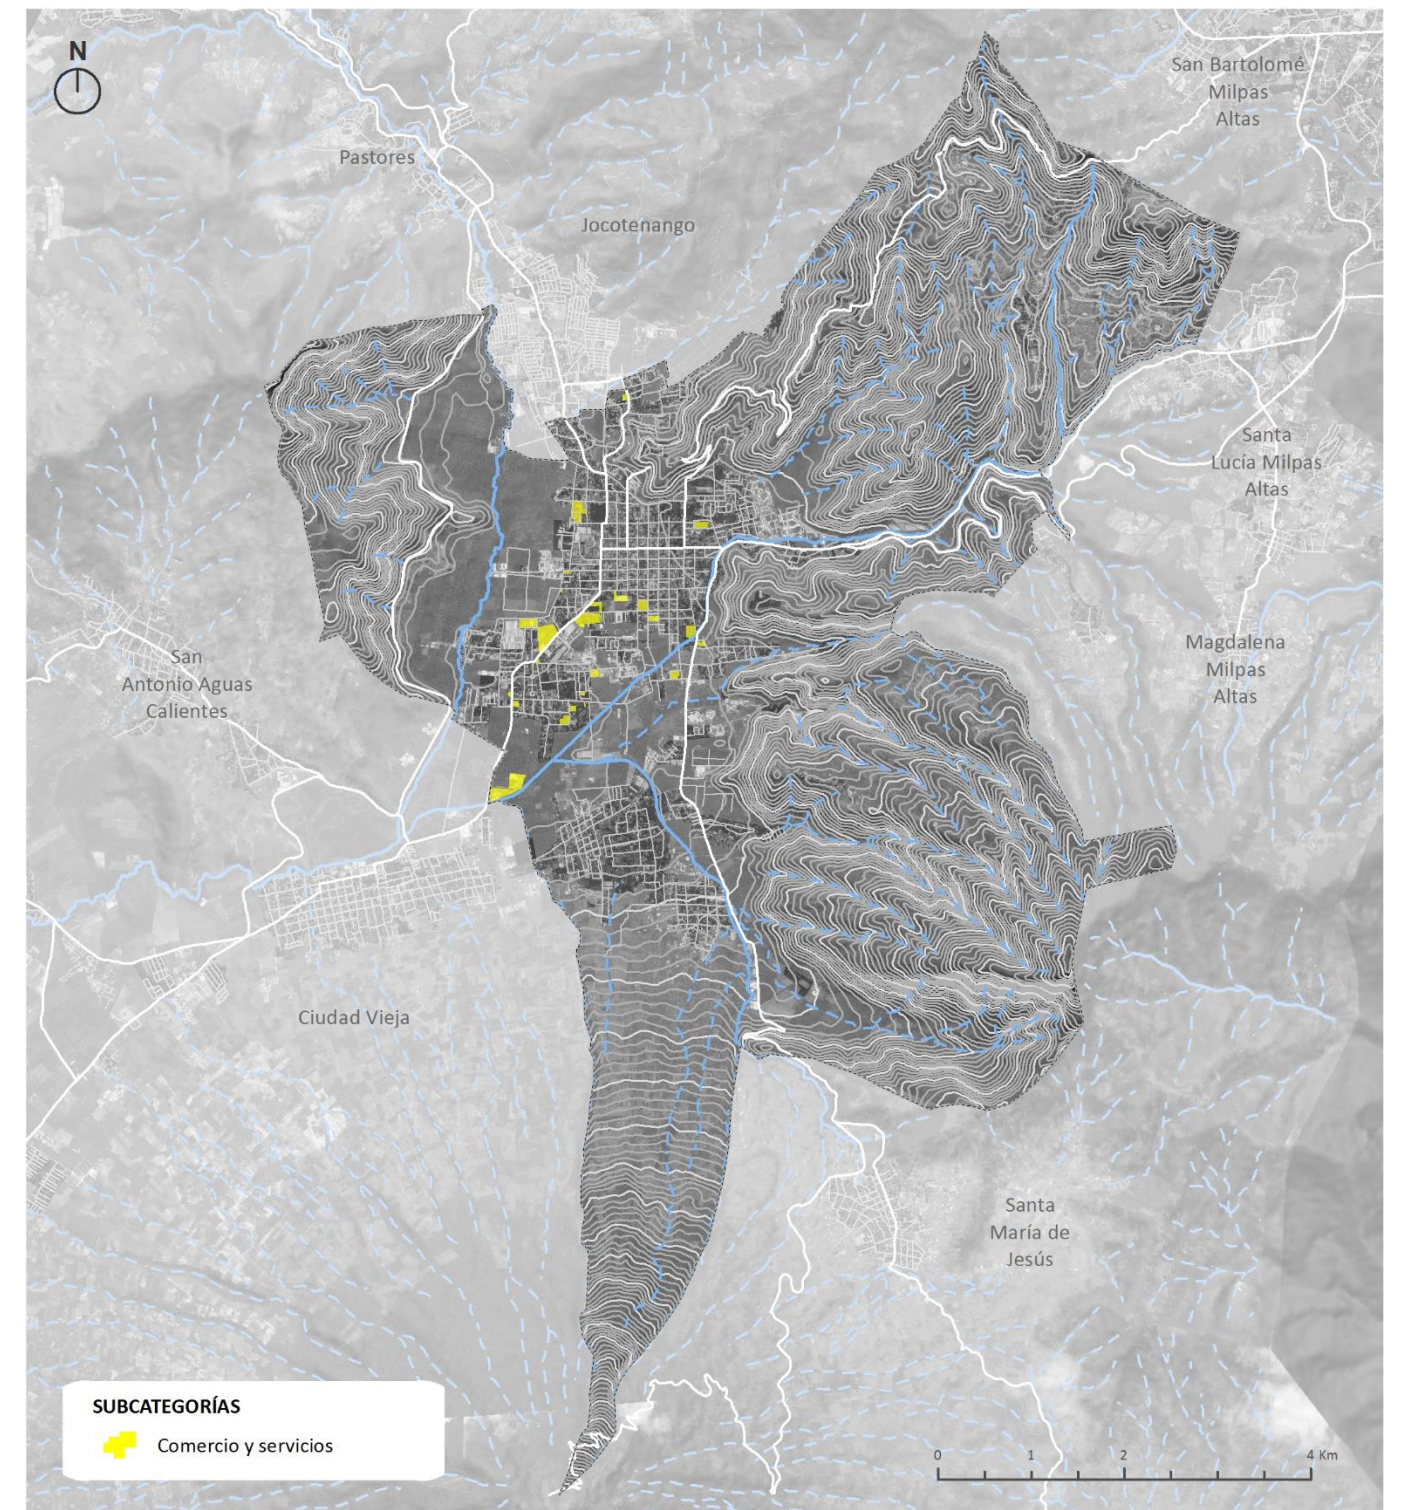 N
San Bartolomé
Milpas
Altas
Pastores
Jocotenango
Santa
Lucía Milpas
Altas
San
Antonio Aguas
Calientes
Magdalena
Milpas
Altas
Ciudad Vieja
Santa
María de
Jesús
SUBCATEGORÍAS
Comercio y servicios
0 1 2 4 Km